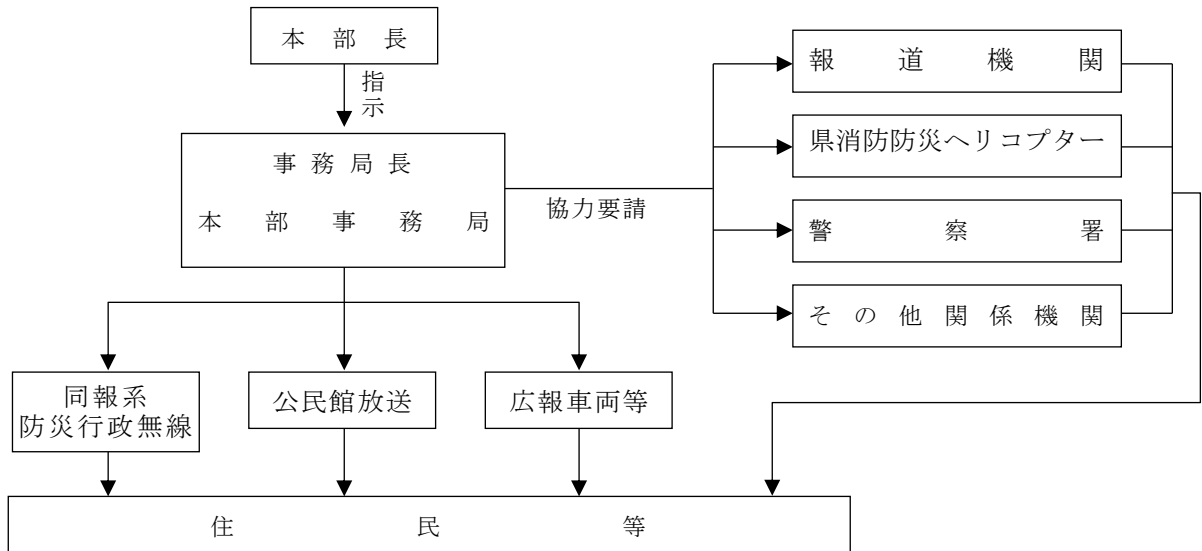 本部長
指示
事務局長
本部事務局
協力要請
報道機関
県消防防災ヘリコプター
警察署
その他関係機関
同報系
防災行政無線
公民館放送
広報車両等
住民等